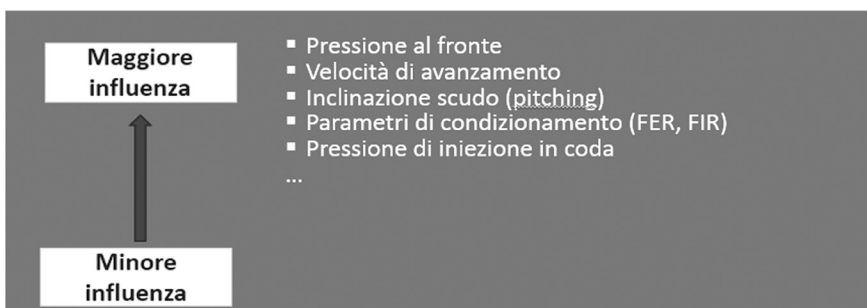 Maggiore
influenza
▪ Pressione al fronte
▪ Velocità di avanzamento
▪ Inclinazione scudo (pitching)
▪ Parametri di condizionamento (FER, FIR)
▪ Pressione di iniezione in coda
...
Minore
influenza